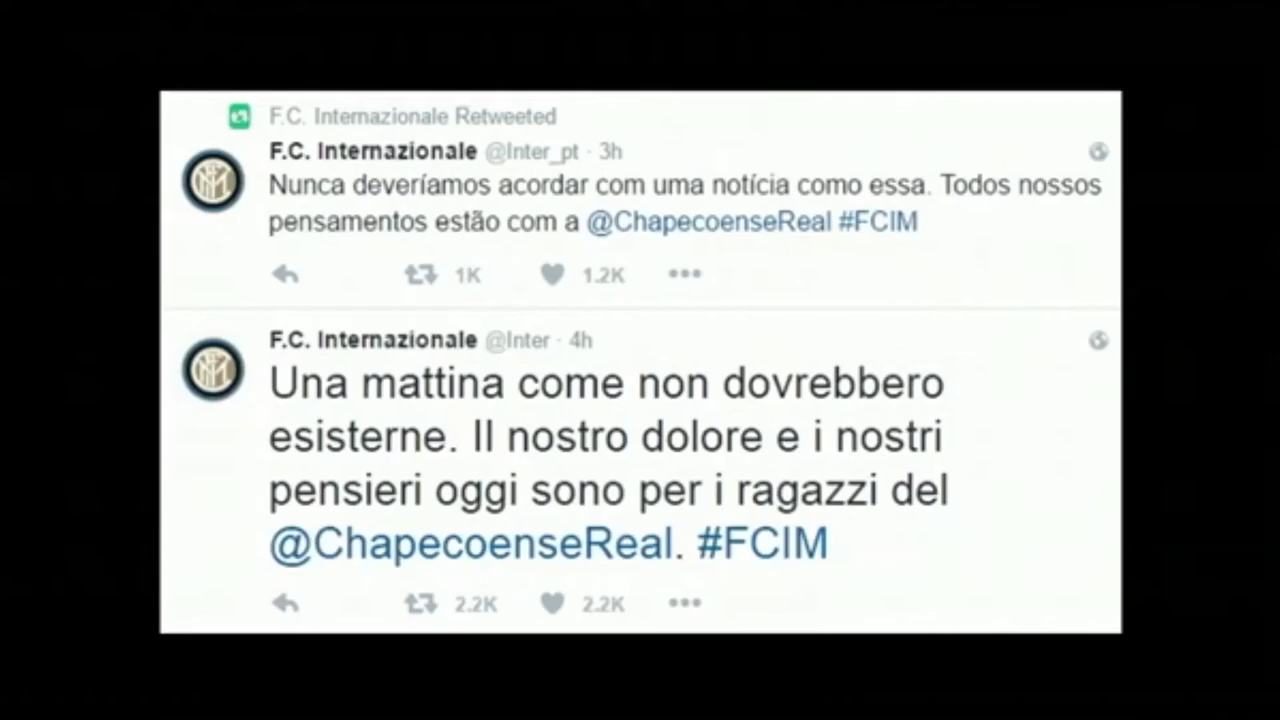 F.C. Internazionale Retweeted
F.C. Internazionale @Inter_pt · 3h
Nunca deveríamos acordar com uma notícia como essa. Todos nossos
pensamentos estão com a @ChapecoenseReal #FCIM
1K 1.2K •••
F.C. Internazionale @Inter · 4h
Una mattina come non dovrebbero
esisterne. Il nostro dolore e i nostri
pensieri oggi sono per i ragazzi del
@ChapecoenseReal. #FCIM
2.2K 2.2K •••